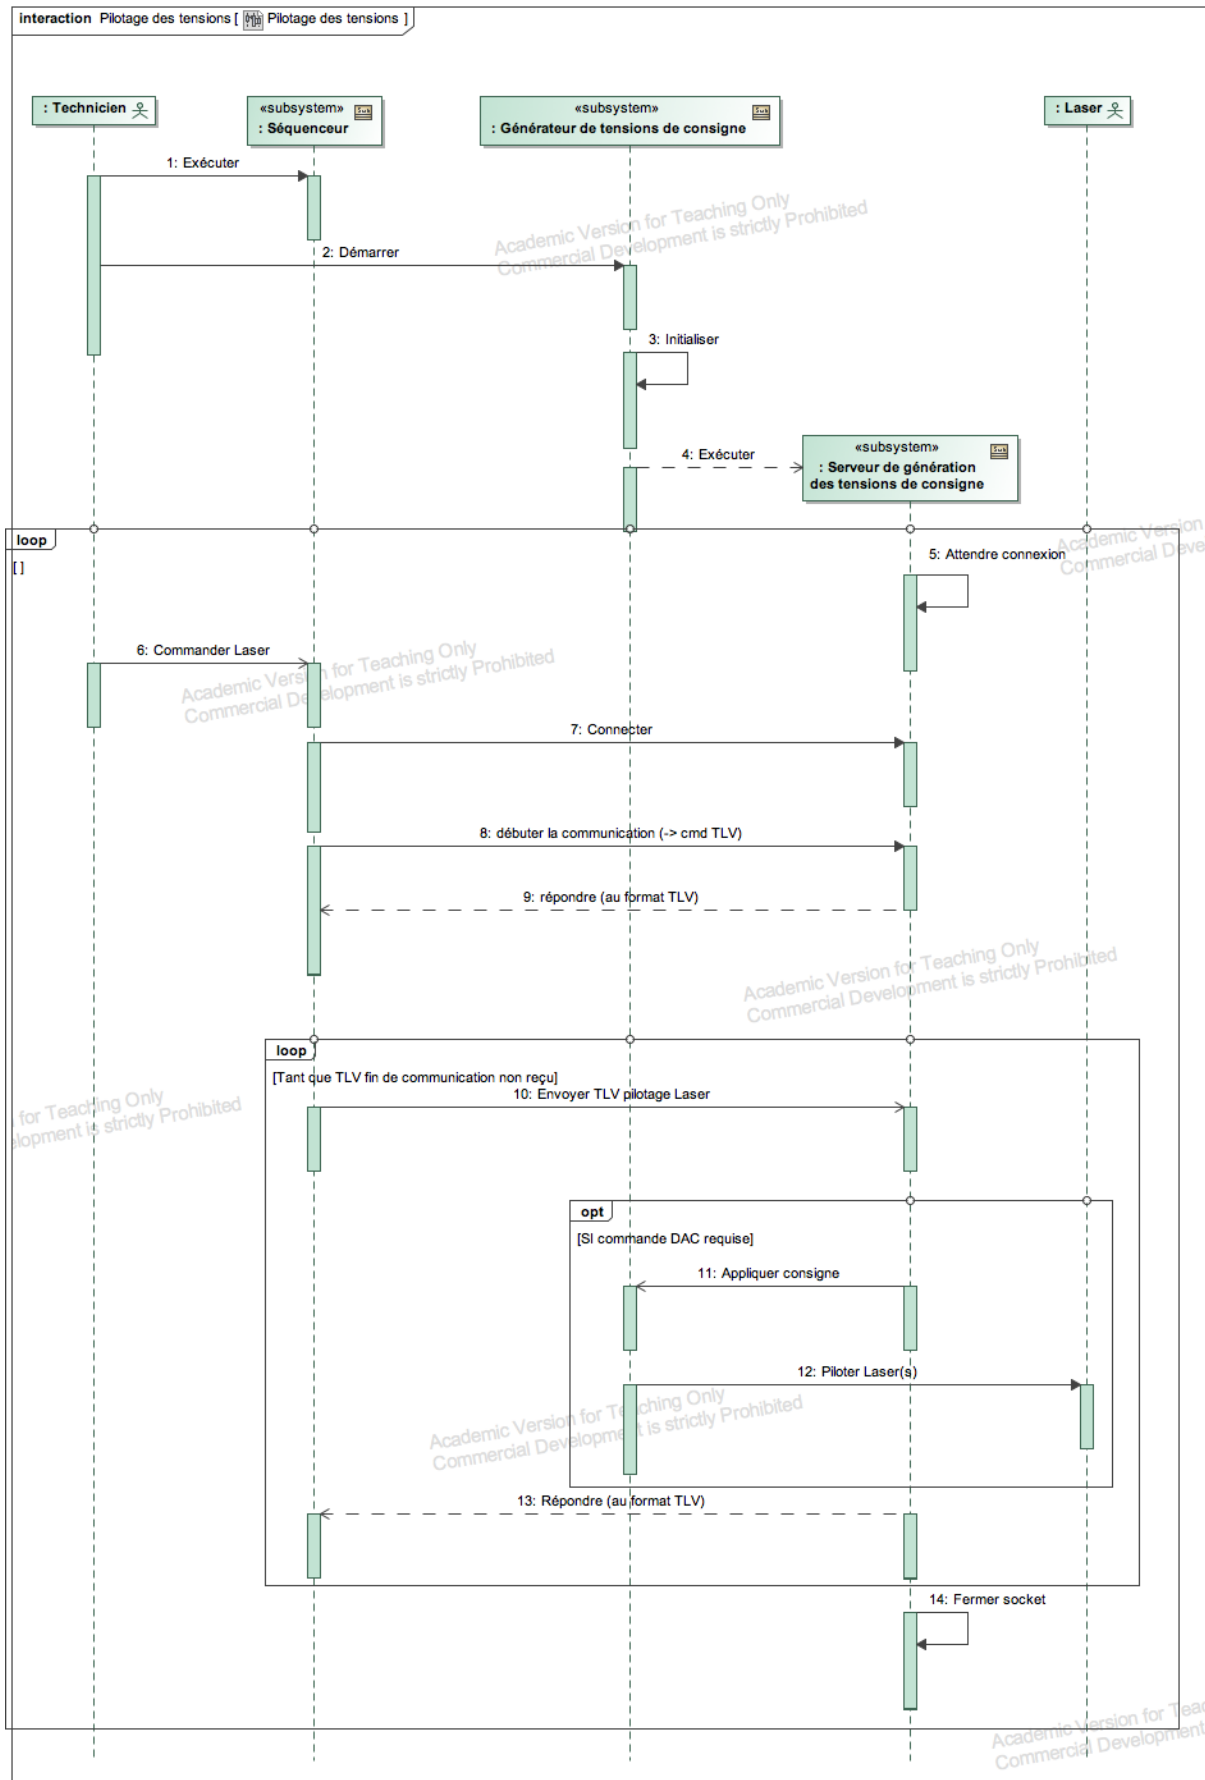 interaction Pilotage des tensions [ Pilotage des tensions ]
: Technicien
«subsystem»
: Séquenceur
«subsystem»
: Générateur de tensions de consigne
: Laser
1: Exécuter
Academic Version for Teaching Only
Commercial Development is strictly Prohibited
2: Démarrer
3: Initialiser
4: Exécuter
«subsystem»
: Serveur de génération
des tensions de consigne
loop
[ ]
Academic Version
Commercial Deve
5: Attendre connexion
6: Commander Laser
Academic Version for Teaching Only
Commercial Development is strictly Prohibited
7: Connecter
8: débuter la communication (-> cmd TLV)
9: répondre (au format TLV)
Academic Version for Teaching Only
Commercial Development is strictly Prohibited
loop
[Tant que TLV fin de communication non reçu]
10: Envoyer TLV pilotage Laser
for Teaching Only
elopment is strictly Prohibited
opt
[SI commande DAC requise]
11: Appliquer consigne
12: Piloter Laser(s)
Academic Version for Teaching Only
Commercial Development is strictly Prohibited
13: Répondre (au format TLV)
14: Fermer socket
Academic Version for Teac
Commercial Development